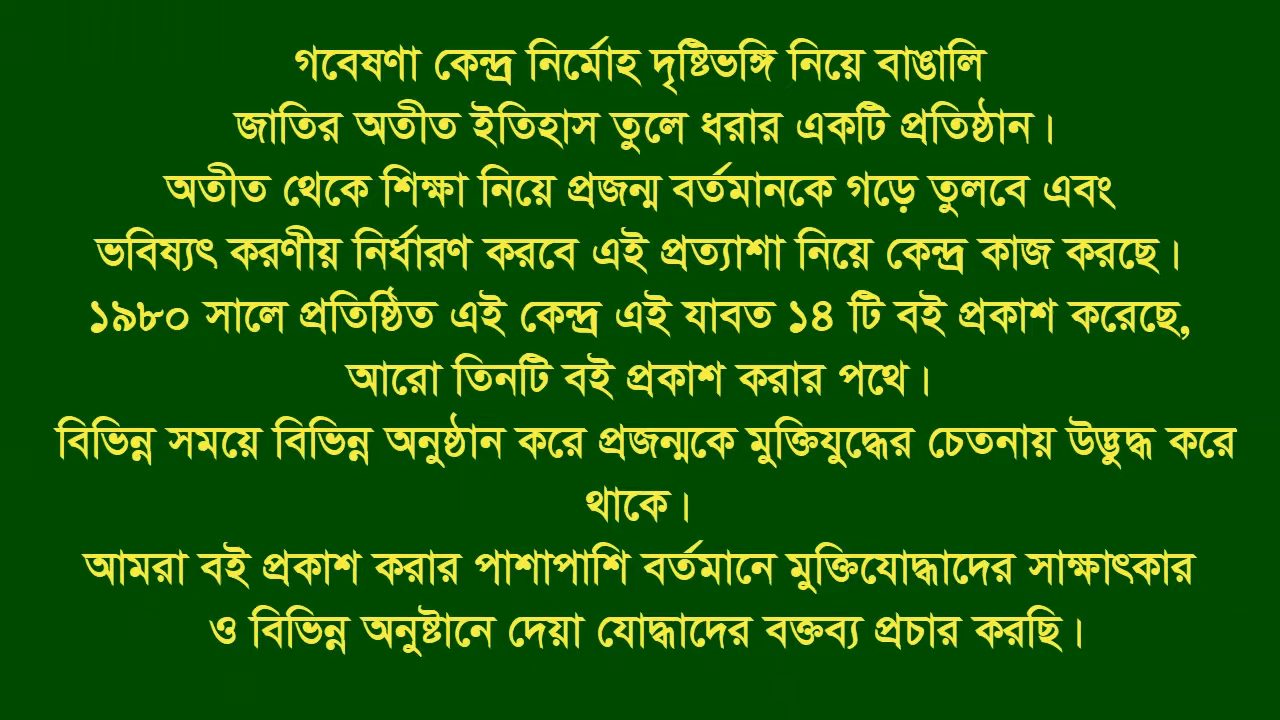 গবেষণা কেন্দ্র নির্মোহ দৃষ্টিভঙ্গি নিয়ে বাঙালি
জাতির অতীত ইতিহাস তুলে ধরার একটি প্রতিষ্ঠান।
অতীত থেকে শিক্ষা নিয়ে প্রজন্ম বর্তমানকে গড়ে তুলবে এবং
ভবিষ্যৎ করণীয় নির্ধারণ করবে এই প্রত্যাশা নিয়ে কেন্দ্র কাজ করছে।
১৯৮০ সালে প্রতিষ্ঠিত এই কেন্দ্র এই যাবত ১৪ টি বই প্রকাশ করেছে,
আরো তিনটি বই প্রকাশ করার পথে।
বিভিন্ন সময়ে বিভিন্ন অনুষ্ঠান করে প্রজন্মকে মুক্তিযুদ্ধের চেতনায় উদ্ভুদ্ধ করে
থাকে।
আমরা বই প্রকাশ করার পাশাপাশি বর্তমানে মুক্তিযোদ্ধাদের সাক্ষাৎকার
ও বিভিন্ন অনুষ্টানে দেয়া যোদ্ধাদের বক্তব্য প্রচার করছি।